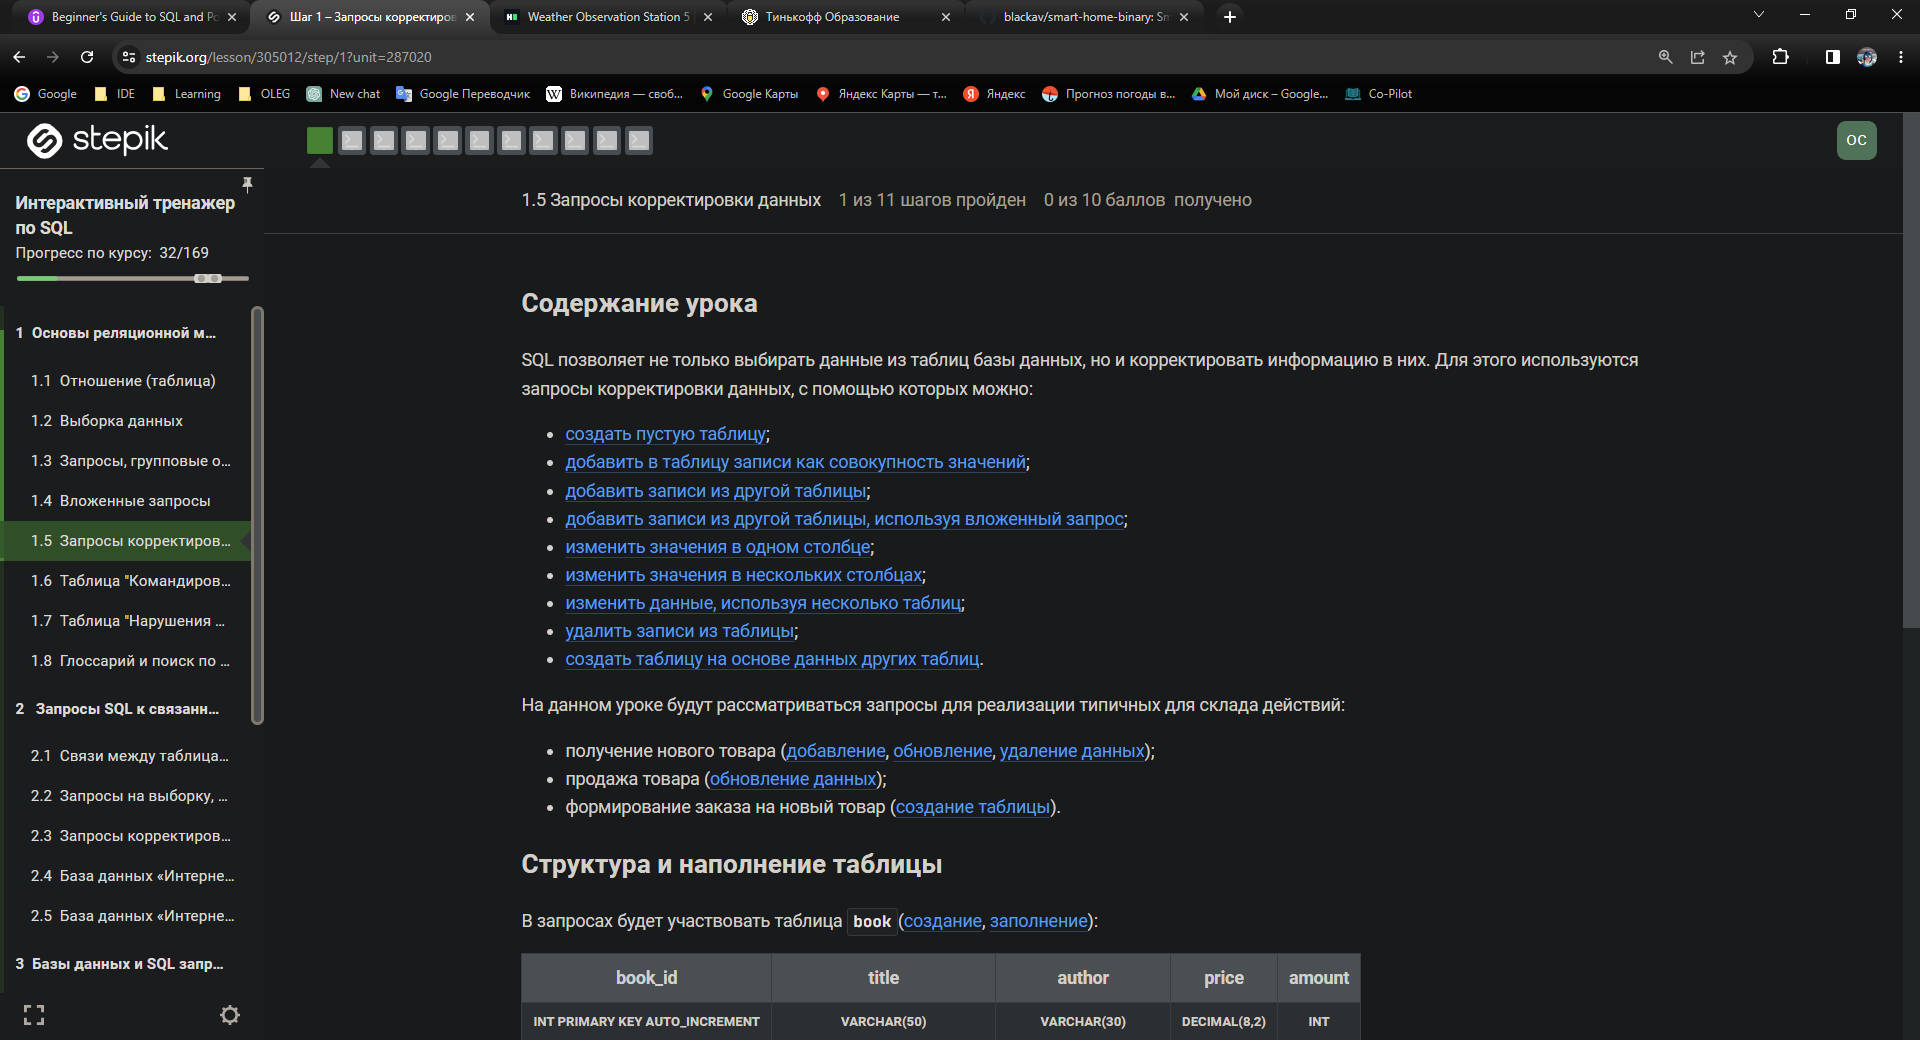 Beginner's Guide to SQL and Po
Шаг 1 – Запросы корректиров
Weather Observation Station 5
Тинькофф Образование
blackav/smart-home-binary: Sm
stepik.org/lesson/305012/step/1?unit=287020
Google
IDE
Learning
OLEG
New chat
Google Переводчик
Википедия — своб...
Google Карты
Яндекс Карты — т...
Яндекс
Прогноз погоды в...
Мой диск – Google...
Co-Pilot
stepik
OC
Интерактивный тренажер
по SQL
Прогресс по курсу: 32/169
1 Основы реляционной м...
1.1 Отношение (таблица)
1.2 Выборка данных
1.3 Запросы, групповые о...
1.4 Вложенные запросы
1.5 Запросы корректиров...
1.6 Таблица "Командиров...
1.7 Таблица "Нарушения ...
1.8 Глоссарий и поиск по ...
2 Запросы SQL к связанн...
2.1 Связи между таблица...
2.2 Запросы на выборку, ...
2.3 Запросы корректиров...
2.4 База данных «Интерне...
2.5 База данных «Интерне...
3 Базы данных и SQL запр...
1.5 Запросы корректировки данных 1 из 11 шагов пройден 0 из 10 баллов получено
Содержание урока
SQL позволяет не только выбирать данные из таблиц базы данных, но и корректировать информацию в них. Для этого используются
запросы корректировки данных, с помощью которых можно:
• создать пустую таблицу;
• добавить в таблицу записи как совокупность значений;
• добавить записи из другой таблицы;
• добавить записи из другой таблицы, используя вложенный запрос;
• изменить значения в одном столбце;
• изменить значения в нескольких столбцах;
• изменить данные, используя несколько таблиц;
• удалить записи из таблицы;
• создать таблицу на основе данных других таблиц.
На данном уроке будут рассматриваться запросы для реализации типичных для склада действий:
• получение нового товара (добавление, обновление, удаление данных);
• продажа товара (обновление данных);
• формирование заказа на новый товар (создание таблицы).
Структура и наполнение таблицы
В запросах будет участвовать таблица book (создание, заполнение):
book_id title author price amount
INT PRIMARY KEY AUTO_INCREMENT VARCHAR(50) VARCHAR(30) DECIMAL(8,2) INT